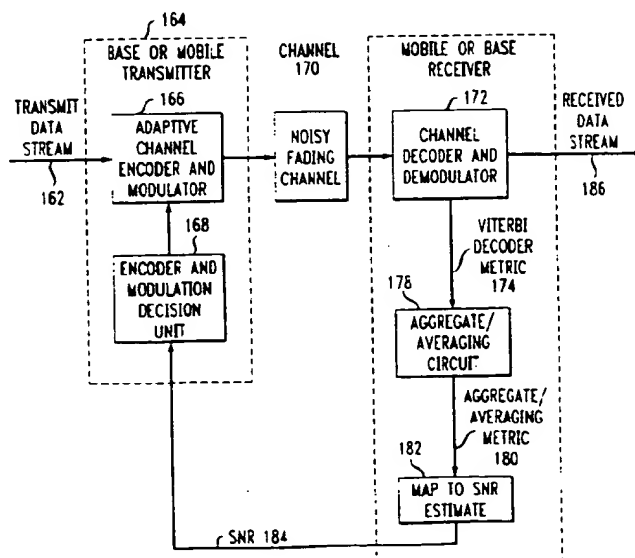 164
BASE OR MOBILE
TRANSMITTER
CHANNEL
170
MOBILE OR BASE
RECEIVER
TRANSMIT
DATA
STREAM
162
166
ADAPTIVE
CHANNEL
ENCODER AND
MODULATOR
NOISY
FADING
CHANNEL
172
CHANNEL
DECODER AND
DEMODULATOR
RECEIVED
DATA
STREAM
186
168
ENCODER AND
MODULATION
DECISION
UNIT
VITERBI
DECODER
METRIC
174
178
AGGREGATE/
AVERAGING
CIRCUIT
AGGREGATE/
AVERAGING
METRIC
180
182
MAP TO SNR
ESTIMATE
SNR 184